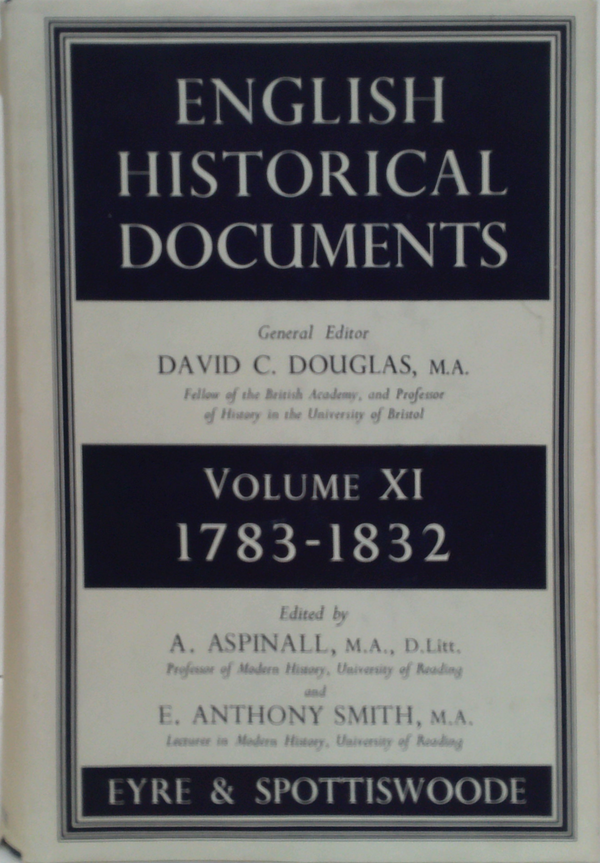 ENGLISH
HISTORICAL
DOCUMENTS
General Editor
DAVID C. DOUGLAS, M.A.
Fellow of the British Academy, and Professor
of History in the University of Bristol
VOLUME XI
1783-1832
Edited by
A. ASPINALL, M.A., D.Litt.
Professor of Modern History, University of Reading
and
E. ANTHONY SMITH, M.A.
Lecturer in Modern History, University of Reading
EYRE & SPOTTISWOODE